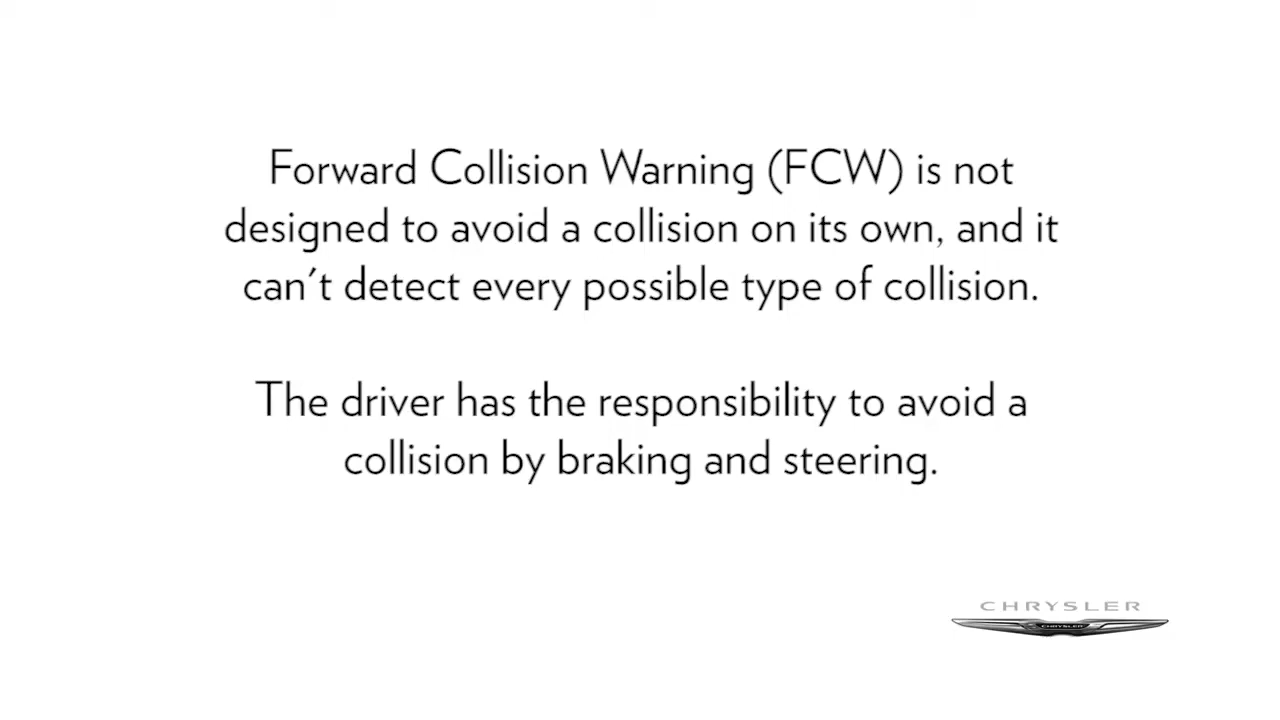 Forward Collision Warning (FCW) is not
designed to avoid a collision on its own, and it
can't detect every possible type of collision.
The driver has the responsibility to avoid a
collision by braking and steering.
CHRYSLER
CHRYSLER